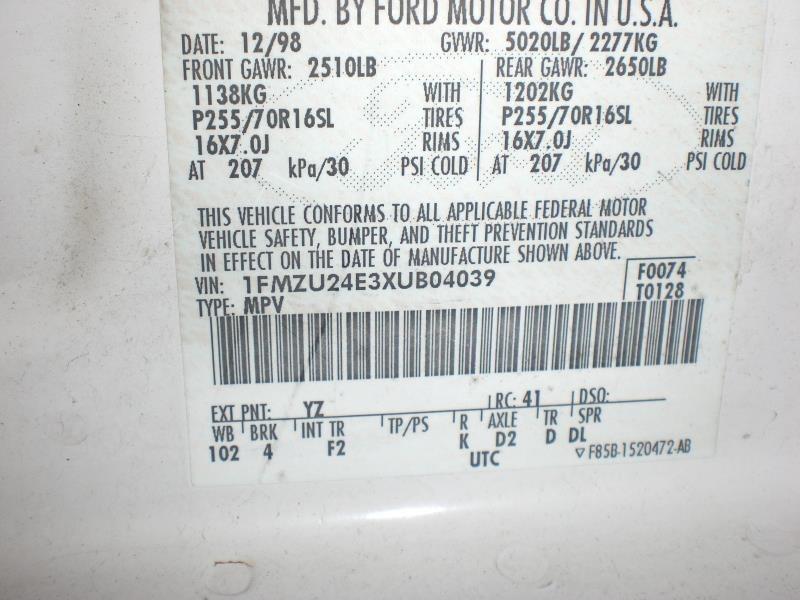 MFD. BY FORD MOTOR CO. IN U.S.A.
DATE: 12/98 GVWR: 5020LB/ 2277KG
FRONT GAWR: 2510LB REAR GAWR: 2650LB
1138KG WITH 1202KG WITH
P255/70R16SL TIRES P255/70R16SL TIRES
16X7.0J RIMS 16X7.0J RIMS
AT 207 kPa/30 PSI COLD AT 207 kPa/30 PSI COLD
THIS VEHICLE CONFORMS TO ALL APPLICABLE FEDERAL MOTOR
VEHICLE SAFETY, BUMPER, AND THEFT PREVENTION STANDARDS
IN EFFECT ON THE DATE OF MANUFACTURE SHOWN ABOVE.
VIN: 1FMZU24E3XUB04039 F0074
TYPE: MPV T0128
EXT PNT: YZ RC: 41 DSO:
WB BRK INT TR TP/PS R AXLE TR SPR
102 4 F2 K D2 D DL
UTC ▽ F85B-1520472-AB